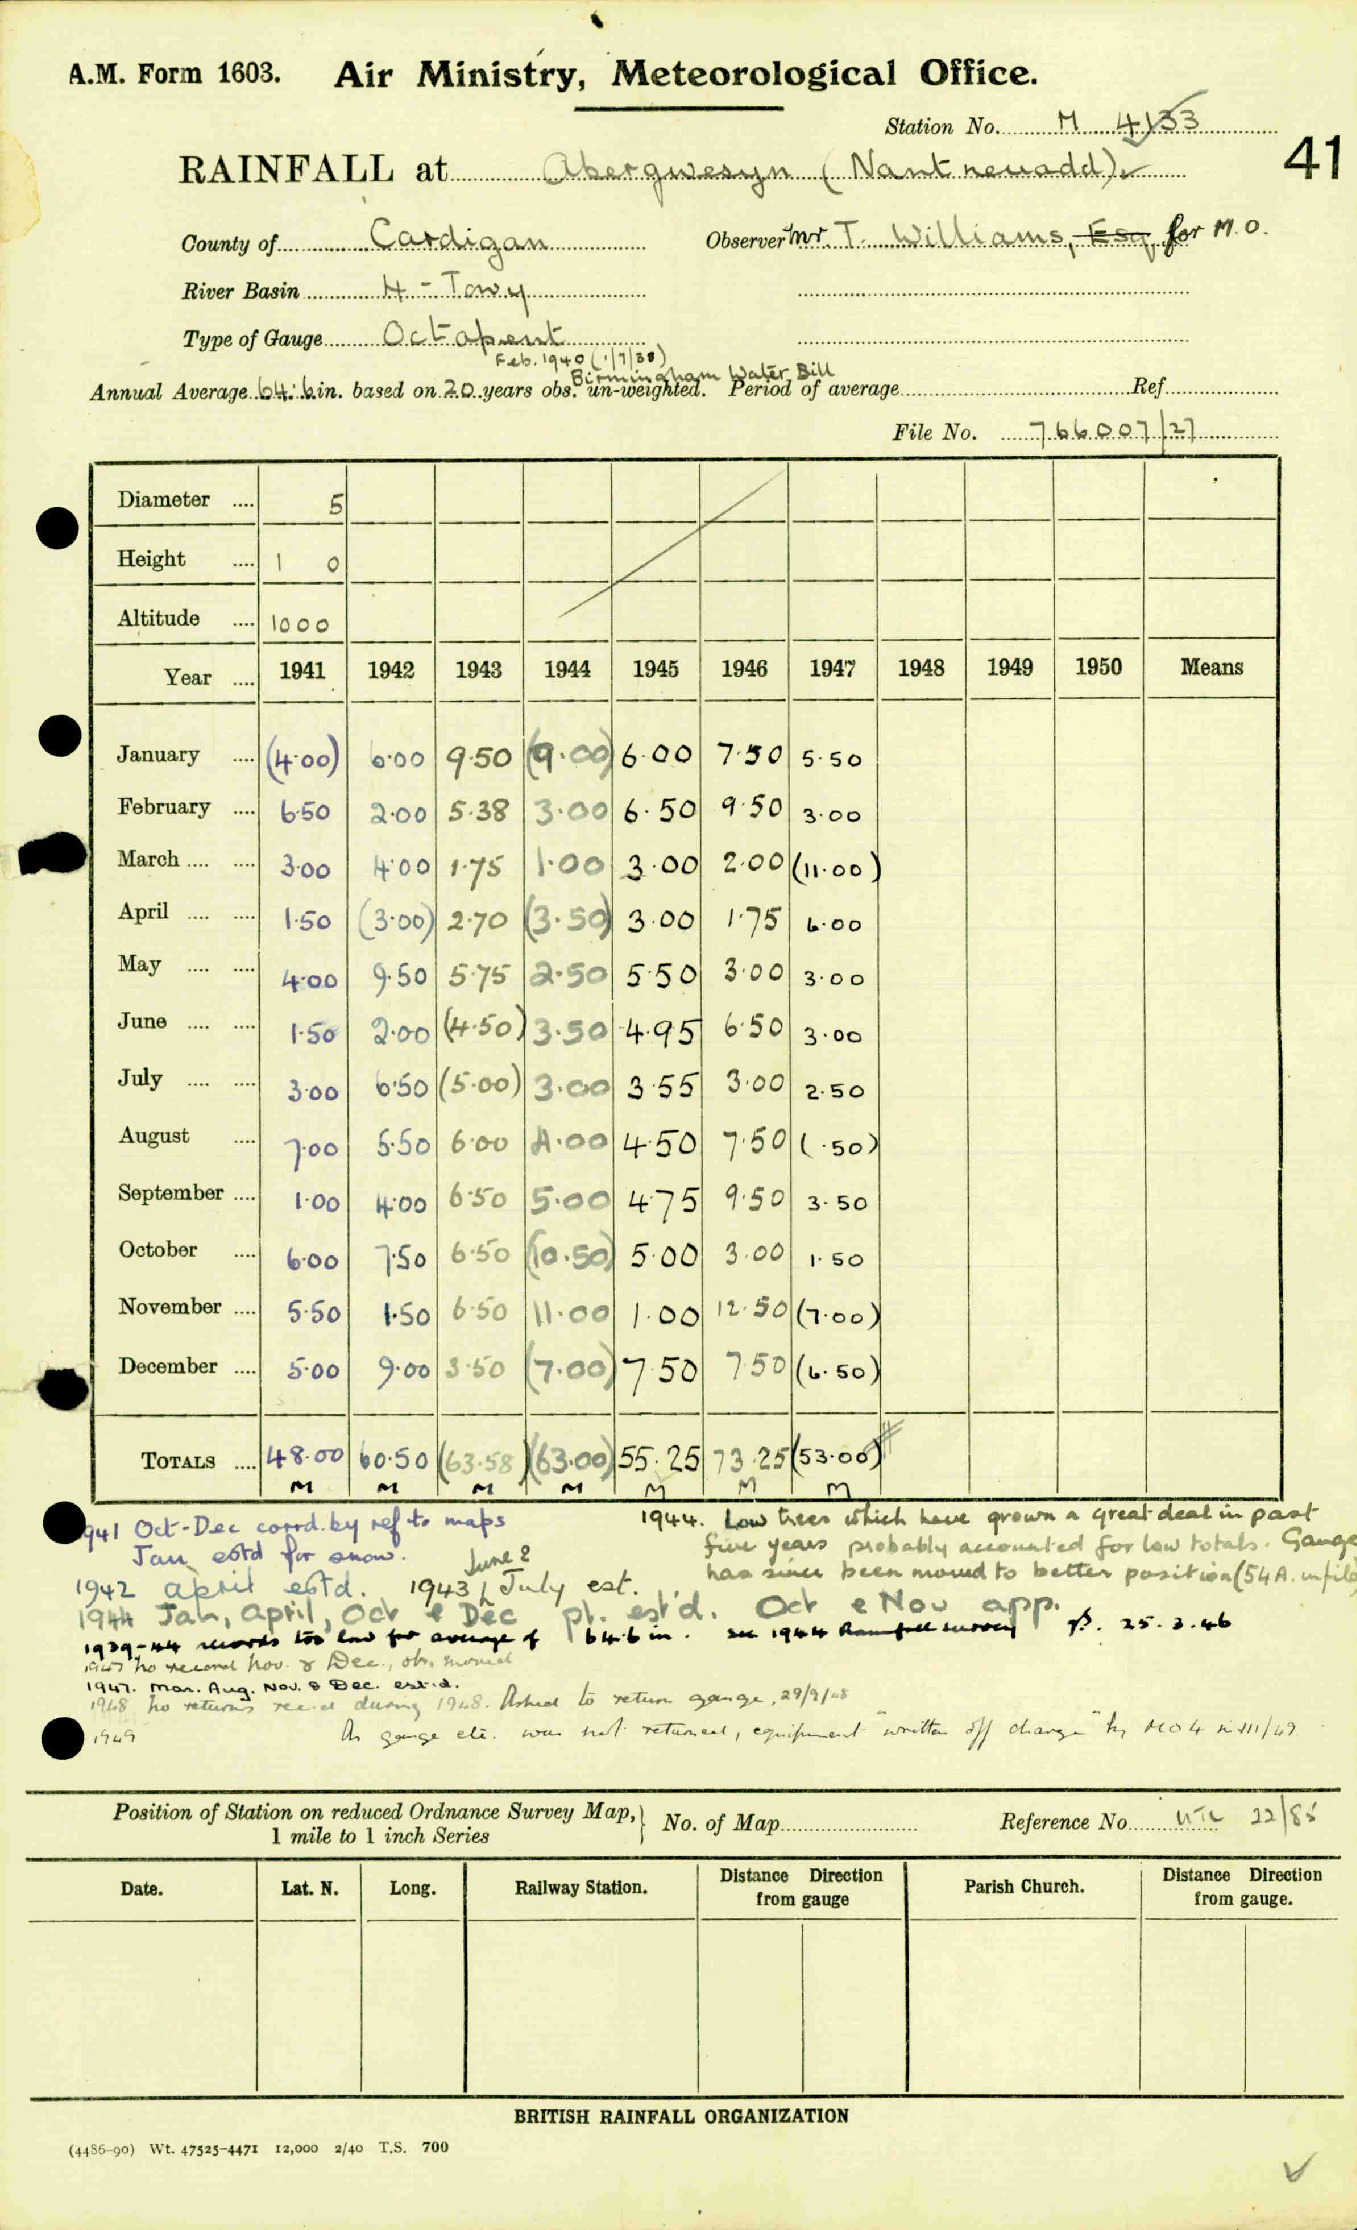 A.M. Form 1603. Air Ministry, Meteorological Office.
Station No. M 4133
41
RAINFALL at Abergwesyn (Nantneuadd).
County of Cardigan Observer Mr. T. Williams, Esq, for M.O.
River Basin H - Towy
Type of Gauge Octapent
Feb. 1940 (1/7/38)
Birmingham Water Bill
Annual Average 64.6 in. based on 20 years obs. un-weighted. Period of average Ref
File No. 766007/27
Diameter .... 5
Height .... 1 0
Altitude .... 1000
Year .... 1941 1942 1943 1944 1945 1946 1947 1948 1949 1950 Means
January .... (4.00) 6.00 9.50 (9.00) 6.00 7.50 5.50
February .... 6.50 2.00 5.38 3.00 6.50 9.50 3.00
March .... .... 3.00 4.00 1.75 1.00 3.00 2.00 (11.00)
April .... .... 1.50 (3.00) 2.70 (3.50) 3.00 1.75 6.00
May .... .... 4.00 9.50 5.75 2.50 5.50 3.00 3.00
June .... .... 1.50 2.00 (4.50) 3.50 4.95 6.50 3.00
July .... .... 3.00 6.50 (5.00) 3.00 3.55 3.00 2.50
August .... 7.00 5.50 6.00 4.00 4.50 7.50 (.50)
September .... 1.00 4.00 6.50 5.00 4.75 9.50 3.50
October .... 6.00 7.50 6.50 (10.50) 5.00 3.00 1.50
November .... 5.50 1.50 6.50 11.00 1.00 12.50 (7.00)
December .... 5.00 9.00 3.50 (7.00) 7.50 7.50 (6.50)
TOTALS .... 48.00 60.50 (63.58) (63.00) 55.25 73.25 (53.00)
M M M M M M M
1941 Oct-Dec corrd. by ref to maps
Jan estd for snow.
1944. Low trees which have grown a great deal in past
five years probably accounted for low totals. Gauge
has since been moved to better position (54A. in file)
1942 april estd. 1943 June & July est.
1944 Jan, April, Oct & Dec pt. est'd. Oct & Nov app.
1939-44 records too low for average of 64.6 in. see 1944 Rainfall survey 25.3.46
no record Nov. & Dec., obs. moved
1947. Mar. Aug. Nov. & Dec. est.d.
1948 no returns rec.d during 1948. Asked to return gauge, 29/9/48
1949 As gauge etc. was not returned, equipment "written off charge" by MO4 in 111/49
Position of Station on reduced Ordnance Survey Map, 1 mile to 1 inch Series } No. of Map Reference No 22/85
Date. Lat. N. Long. Railway Station. Distance Direction from gauge Parish Church. Distance Direction from gauge.
BRITISH RAINFALL ORGANIZATION
(4486-90) Wt. 47525-4471 12,000 2/40 T.S. 700